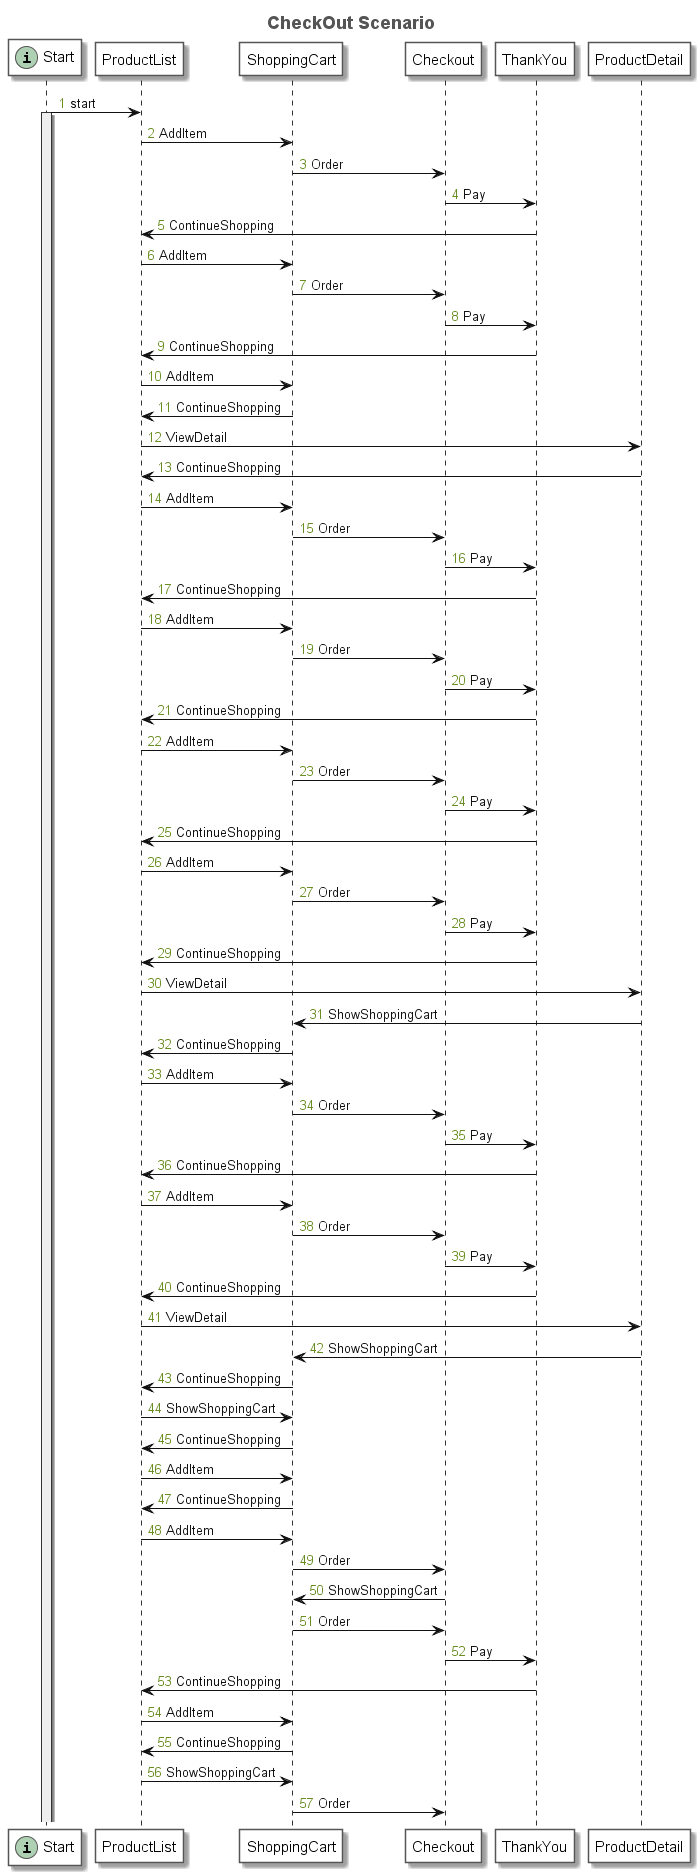 CheckOut Scenario
i Start ProductList ShoppingCart Checkout ThankYou ProductDetail
1 start
2 AddItem
3 Order
4 Pay
5 ContinueShopping
6 AddItem
7 Order
8 Pay
9 ContinueShopping
10 AddItem
11 ContinueShopping
12 ViewDetail
13 ContinueShopping
14 AddItem
15 Order
16 Pay
17 ContinueShopping
18 AddItem
19 Order
20 Pay
21 ContinueShopping
22 AddItem
23 Order
24 Pay
25 ContinueShopping
26 AddItem
27 Order
28 Pay
29 ContinueShopping
30 ViewDetail
31 ShowShoppingCart
32 ContinueShopping
33 AddItem
34 Order
35 Pay
36 ContinueShopping
37 AddItem
38 Order
39 Pay
40 ContinueShopping
41 ViewDetail
42 ShowShoppingCart
43 ContinueShopping
44 ShowShoppingCart
45 ContinueShopping
46 AddItem
47 ContinueShopping
48 AddItem
49 Order
50 ShowShoppingCart
51 Order
52 Pay
53 ContinueShopping
54 AddItem
55 ContinueShopping
56 ShowShoppingCart
57 Order
i Start ProductList ShoppingCart Checkout ThankYou ProductDetail